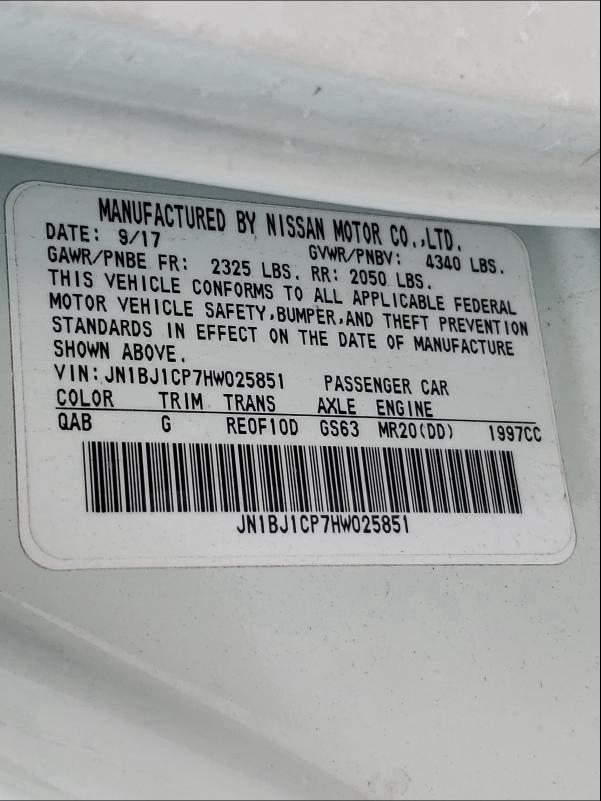 MANUFACTURED BY NISSAN MOTOR CO.,LTD.
DATE: 9/17 GVWR/PNBV: 4340 LBS.
GAWR/PNBE FR: 2325 LBS. RR: 2050 LBS.
THIS VEHICLE CONFORMS TO ALL APPLICABLE FEDERAL
MOTOR VEHICLE SAFETY,BUMPER,AND THEFT PREVENTION
STANDARDS IN EFFECT ON THE DATE OF MANUFACTURE
SHOWN ABOVE.
VIN:JN1BJ1CP7HW025851 PASSENGER CAR
COLOR TRIM TRANS AXLE ENGINE
QAB G RE0F10D GS63 MR20(DD) 1997CC
JN1BJ1CP7HW025851